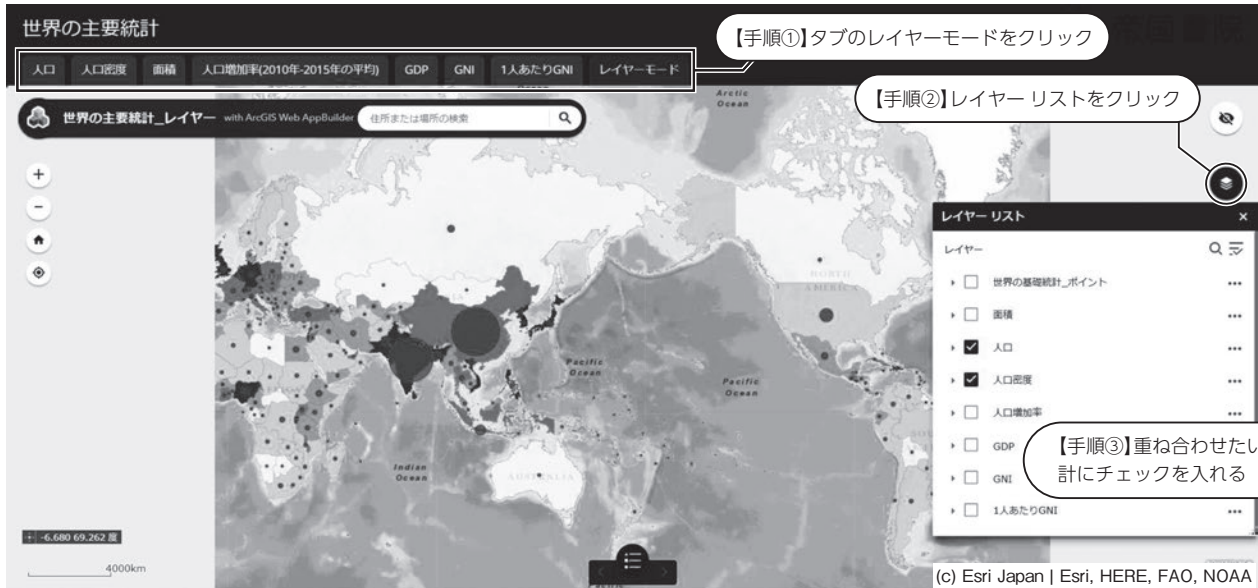 世界の主要統計
【手順①】タブのレイヤーモードをクリック
人口 人口密度 面積 人口増加率(2010年-2015年の平均) GDP GNI 1人あたりGNI レイヤーモード
【手順②】レイヤー リストをクリック
世界の主要統計_レイヤー with ArcGIS Web AppBuilder 住所または場所の検索
Arctic
Ocean
レイヤー リスト
レイヤー
世界の基礎統計_ポイント
面積
人口
人口密度
人口増加率
GDP
GNI
1人あたりGNI
【手順③】重ね合わせたい
計にチェックを入れる
NORTH
AMERICA
Pacific
Ocean
Pacific
Ocean
Indian
Ocean
AUSTRALIA
-6.680 69.262 度
4000km
(c) Esri Japan | Esri, HERE, FAO, NOAA